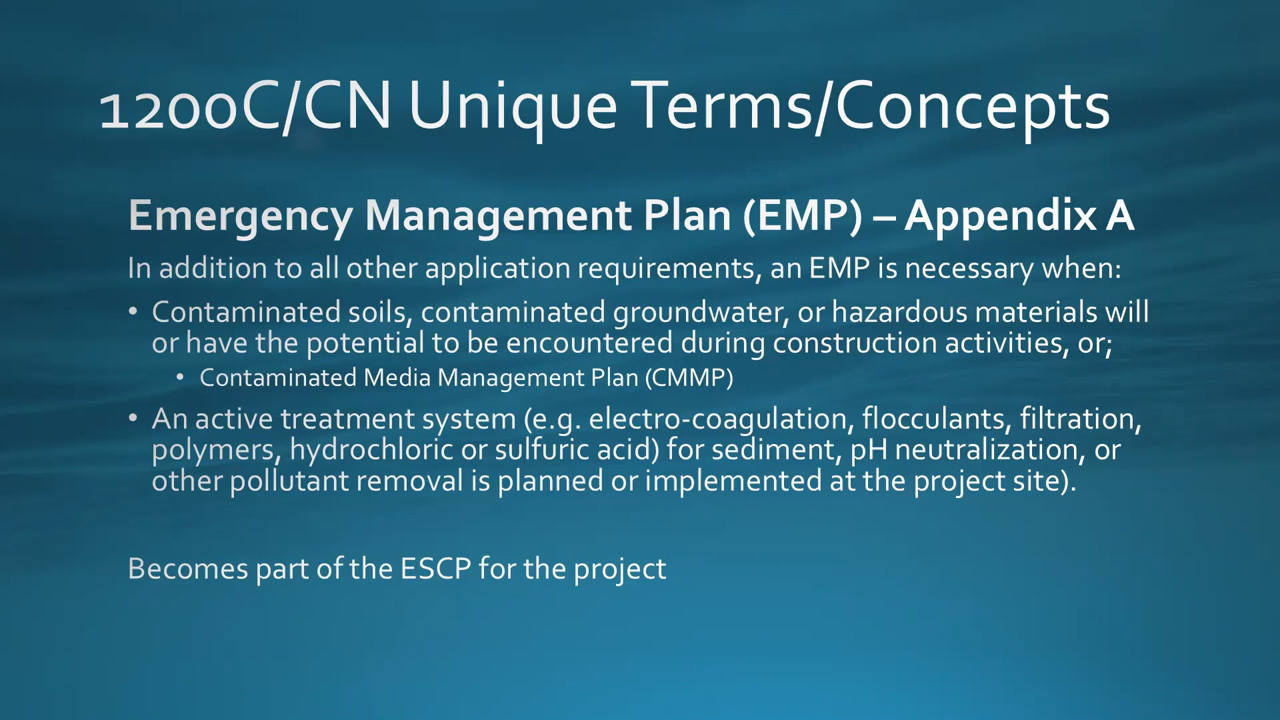 1200C/CN Unique Terms/Concepts
Emergency Management Plan (EMP) – Appendix A
In addition to all other application requirements, an EMP is necessary when:
• Contaminated soils, contaminated groundwater, or hazardous materials will
or have the potential to be encountered during construction activities, or;
• Contaminated Media Management Plan (CMMP)
• An active treatment system (e.g. electro-coagulation, flocculants, filtration,
polymers, hydrochloric or sulfuric acid) for sediment, pH neutralization, or
other pollutant removal is planned or implemented at the project site).
Becomes part of the ESCP for the project